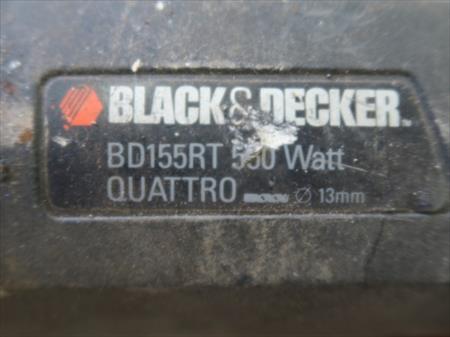 BLACK&DECKER
BD155RT 550 Watt
QUATTRO Ø 13mm